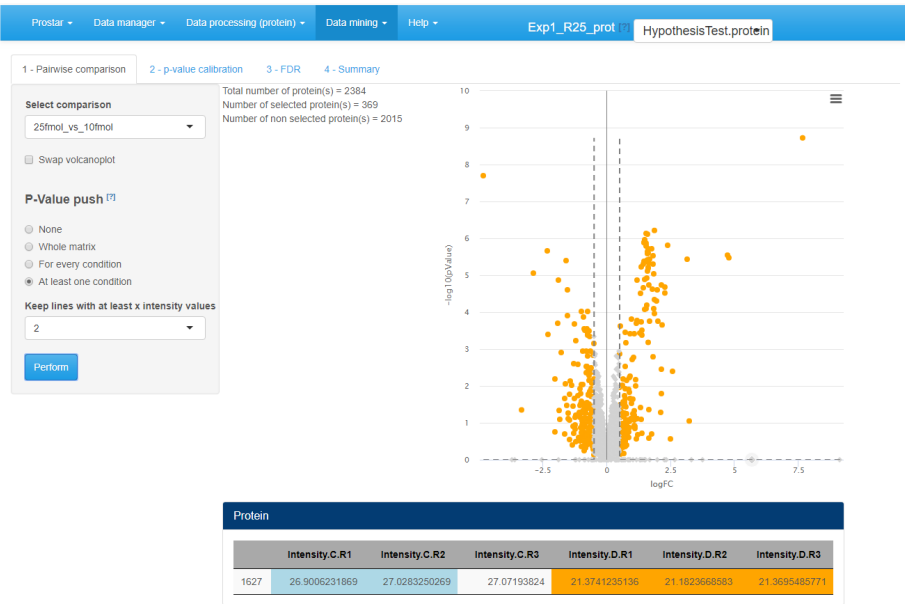 Prostar Data manager Data processing (protein) Data mining Help Exp1_R25_prot [?] HypothesisTest.protein
1 - Pairwise comparison 2 - p-value calibration 3 - FDR 4 - Summary
Select comparison
25fmol_vs_10fmol
Swap volcanoplot
P-Value push [?]
None
Whole matrix
For every condition
At least one condition
Keep lines with at least x intensity values
2
Perform
Total number of protein(s) = 2384
Number of selected protein(s) = 369
Number of non selected protein(s) = 2015
10
9
8
7
6
5
4
3
2
1
0
-log10(pValue)
-2.5 0 2.5 5 7.5
logFC
Protein
Intensity.C.R1 Intensity.C.R2 Intensity.C.R3 Intensity.D.R1 Intensity.D.R2 Intensity.D.R3
1627 26.9006231869 27.0283250269 27.07193824 21.3741235136 21.1823668583 21.3695485771